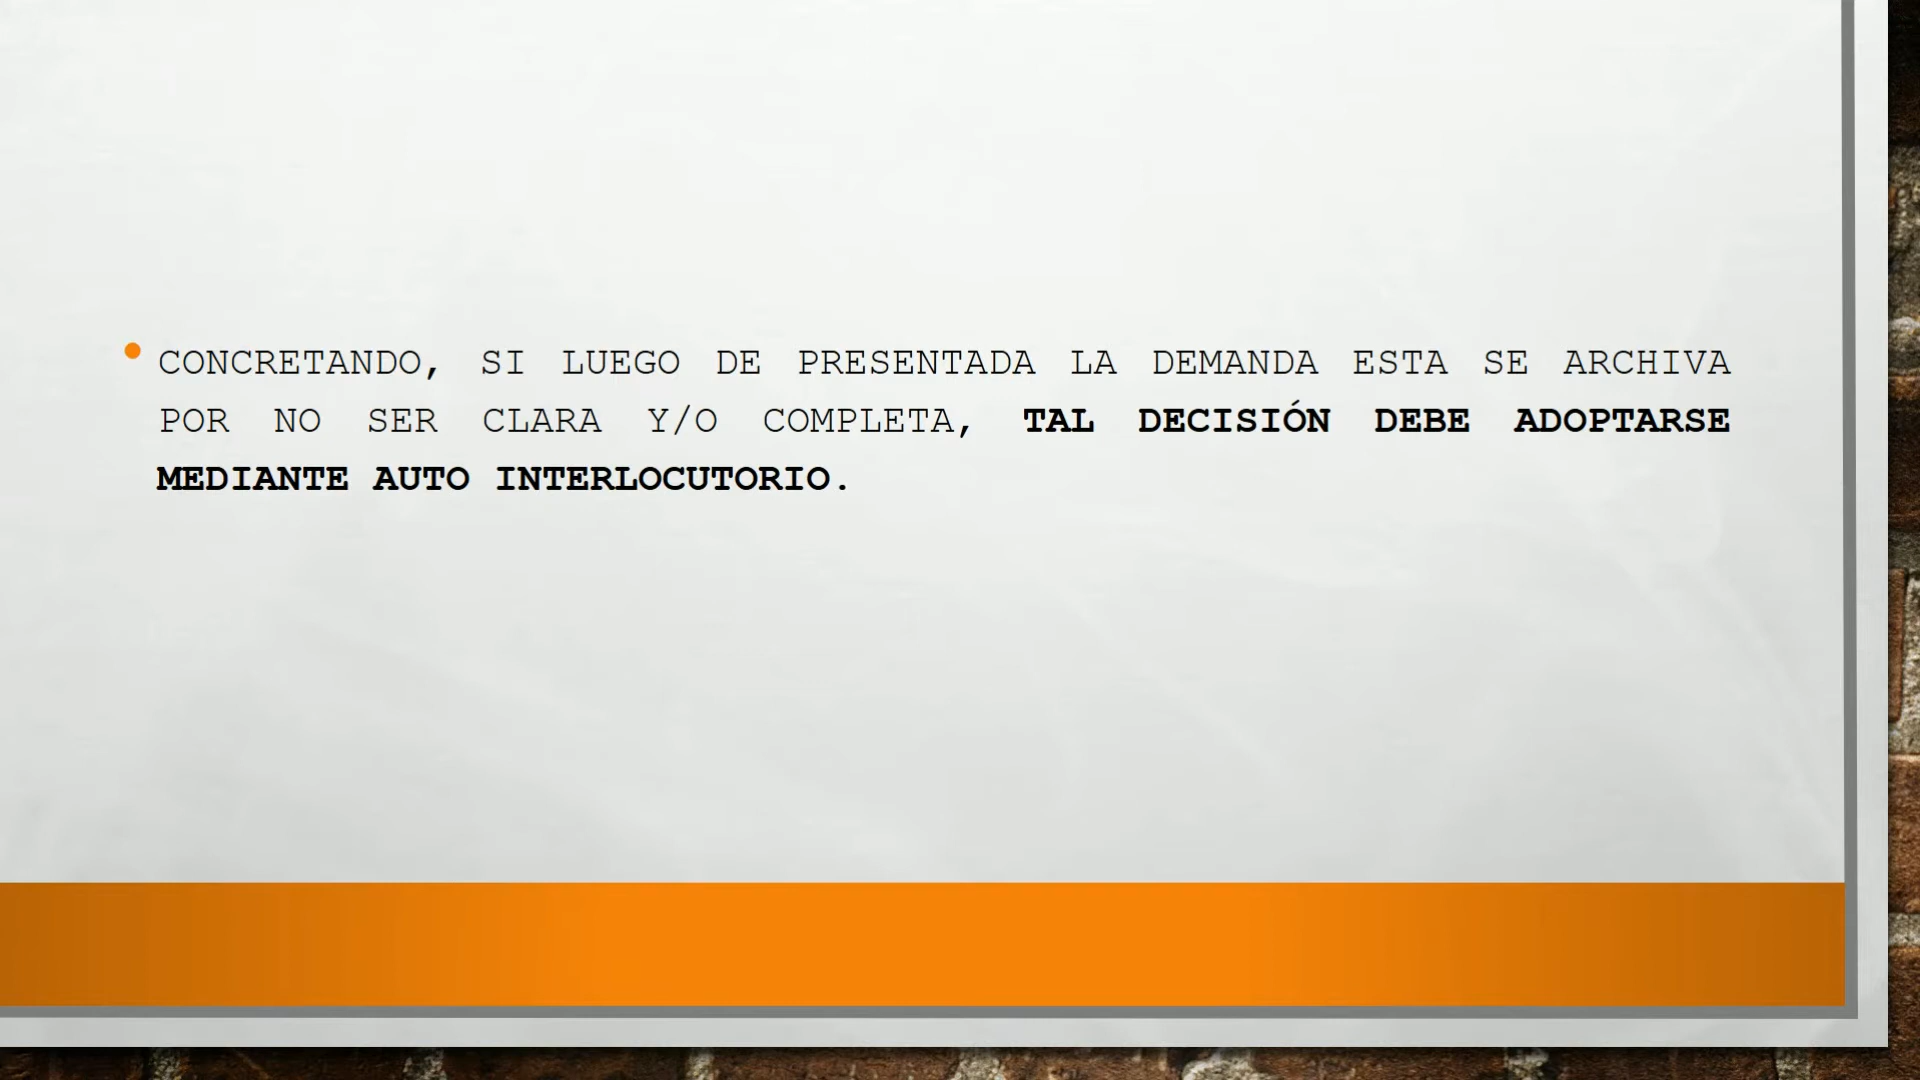 • CONCRETANDO, SI LUEGO DE PRESENTADA LA DEMANDA ESTA SE ARCHIVA
POR NO SER CLARA Y/O COMPLETA, TAL DECISIÓN DEBE ADOPTARSE
MEDIANTE AUTO INTERLOCUTORIO.